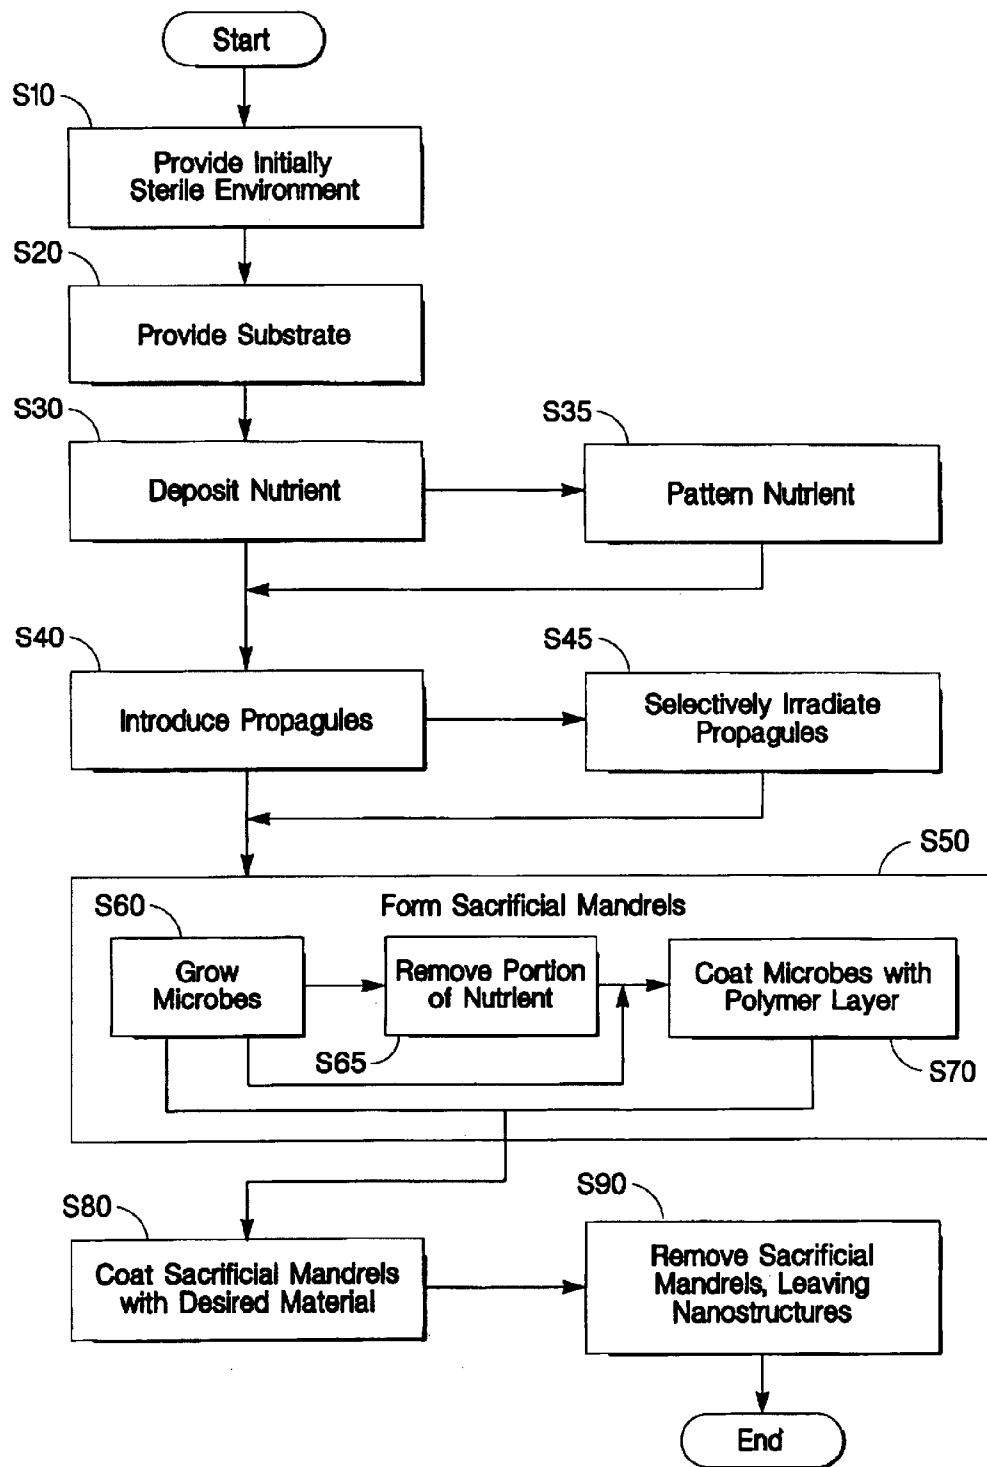 Start
S10
Provide Initially
Sterile Environment
S20
Provide Substrate
S30
Deposit Nutrient
S35
Pattern Nutrient
S40
Introduce Propagules
S45
Selectively Irradiate
Propagules
S50
Form Sacrificial Mandrels
S60
Grow
Microbes
Remove Portion
of Nutrient
S65
Coat Microbes with
Polymer Layer
S70
S80
Coat Sacrificial Mandrels
with Desired Material
S90
Remove Sacrificial
Mandrels, Leaving
Nanostructures
End